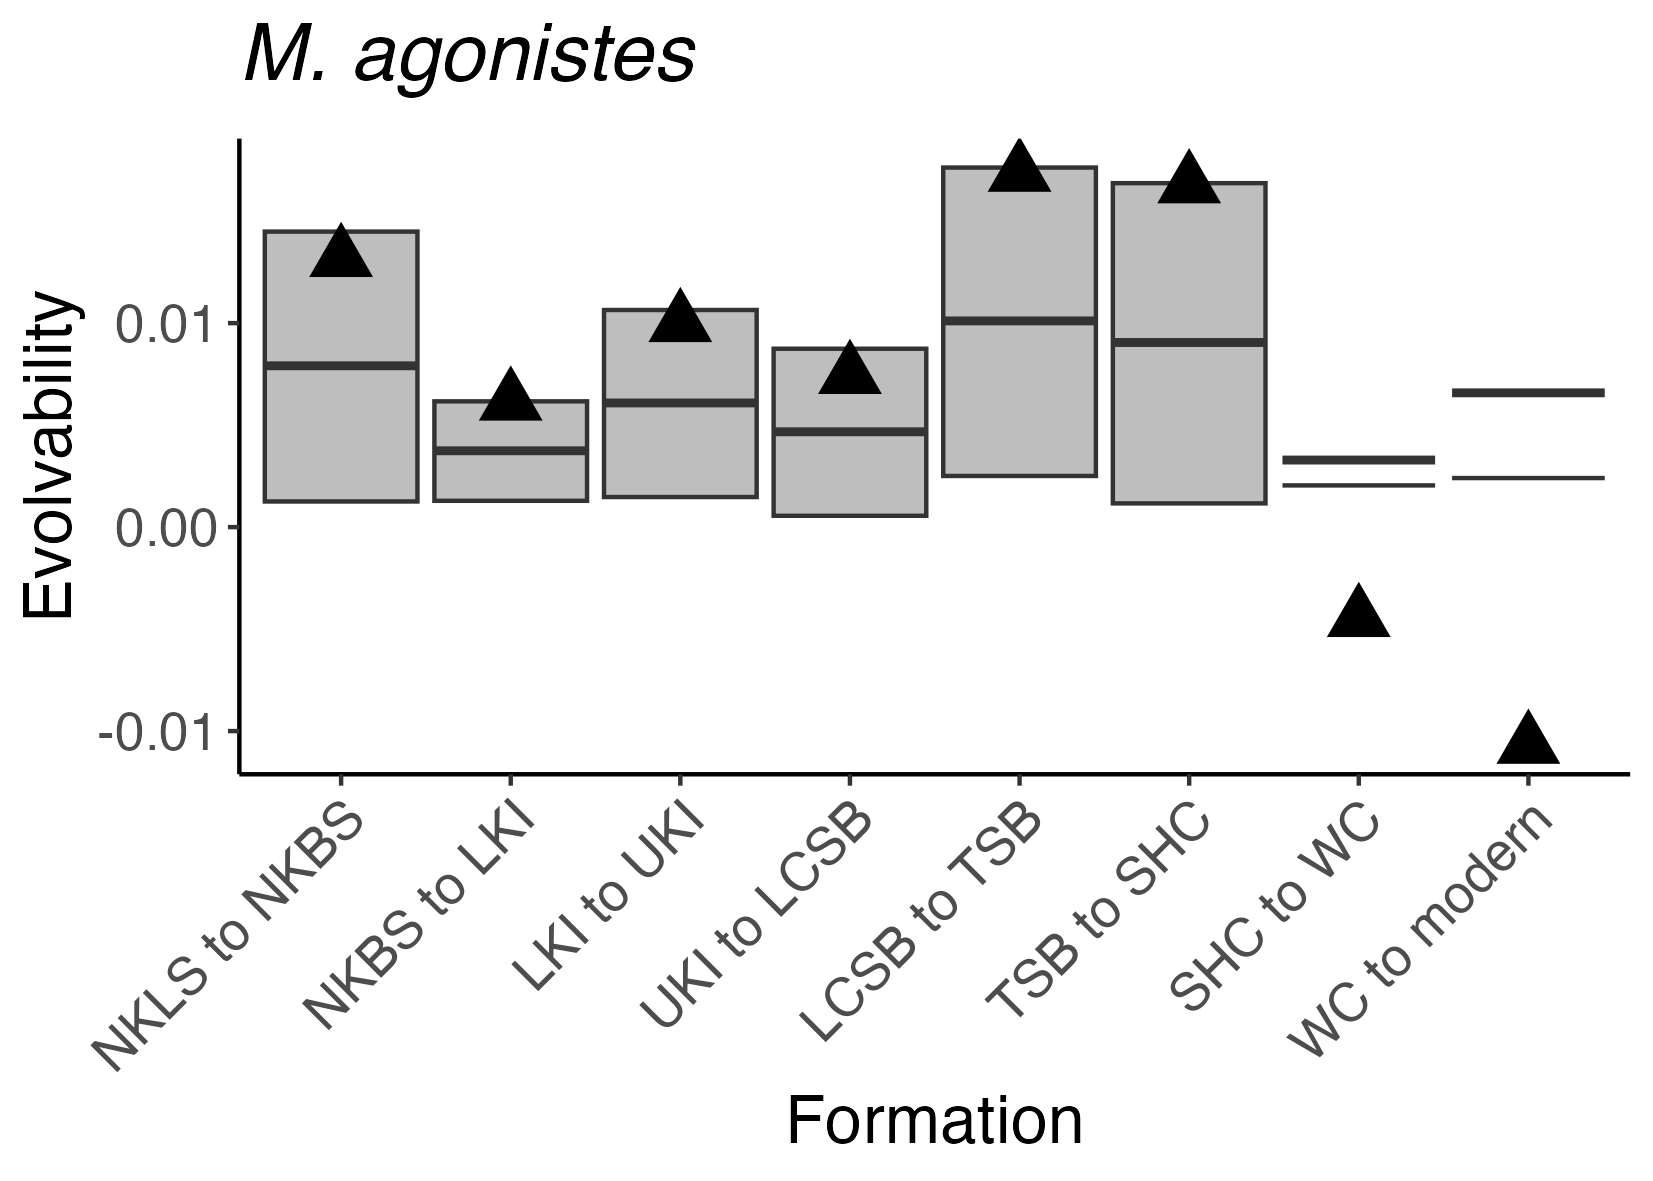 M. agonistes
Evolvability
0.01
0.00
-0.01
NKLS to NKBS
NKBS to LKI
LKI to UKI
UKI to LCSB
LCSB to TSB
TSB to SHC
SHC to WC
WC to modern
Formation